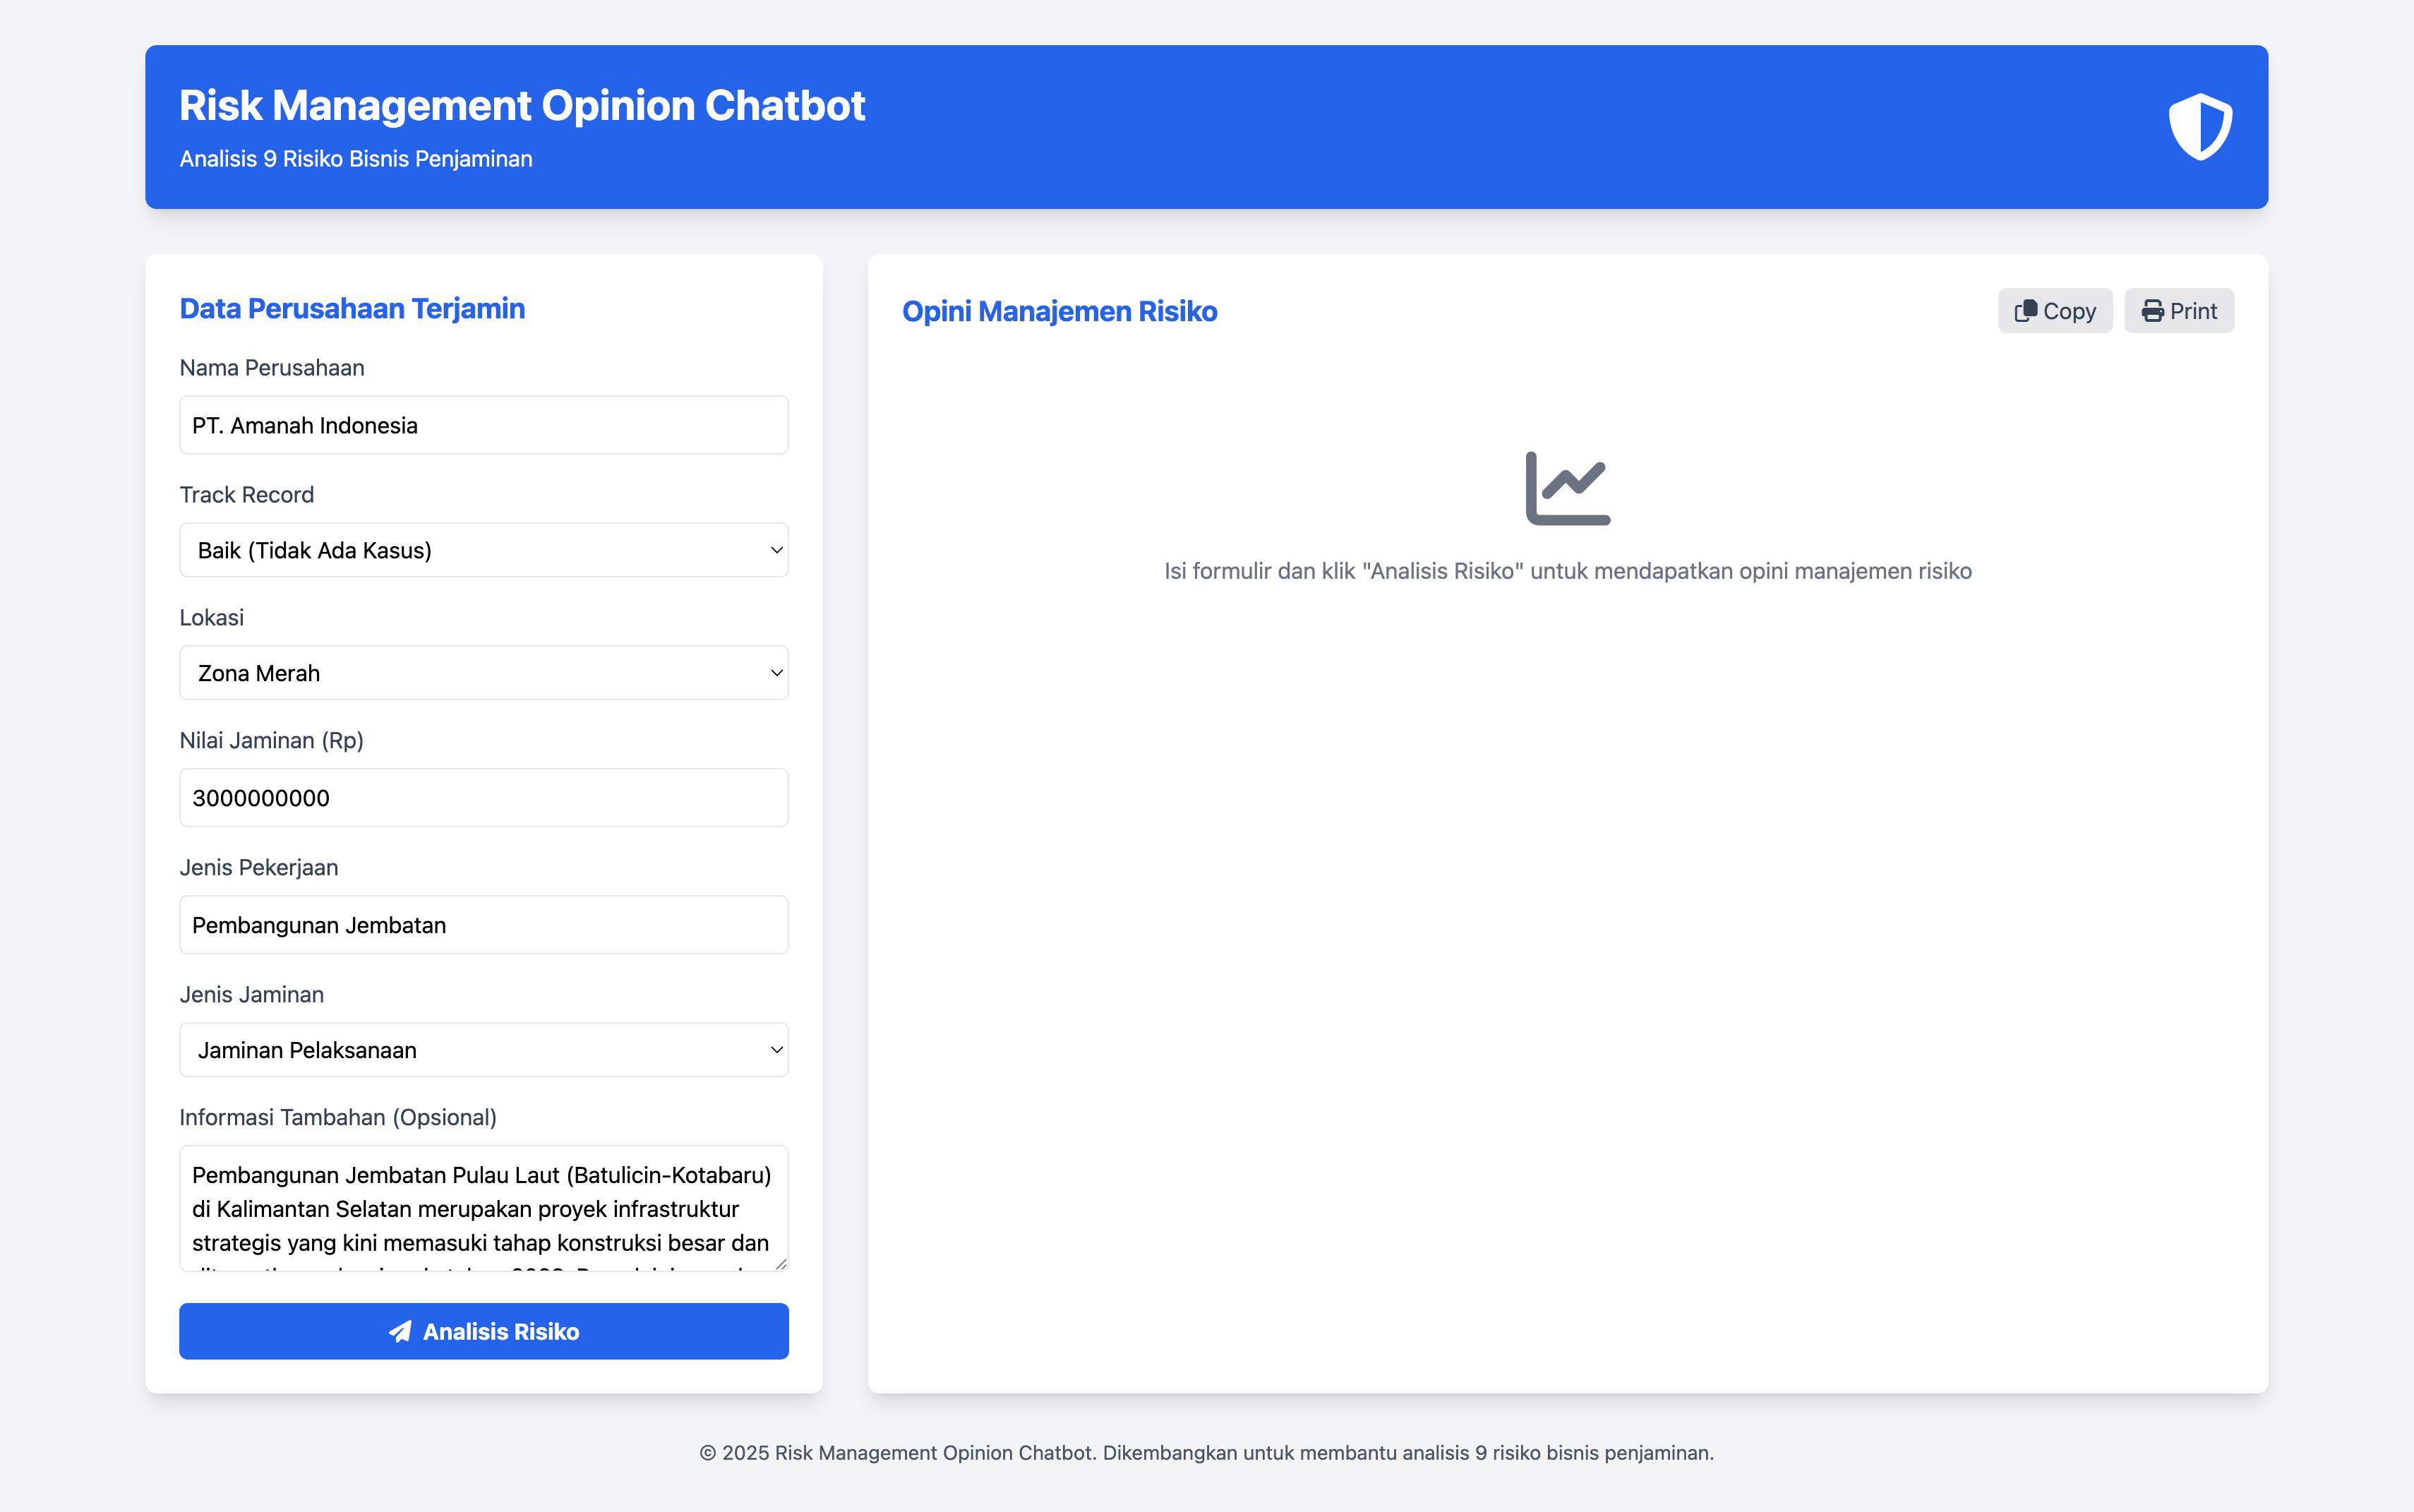 Risk Management Opinion Chatbot
Analisis 9 Risiko Bisnis Penjaminan
Data Perusahaan Terjamin
Nama Perusahaan
PT. Amanah Indonesia
Track Record
Baik (Tidak Ada Kasus)
Lokasi
Zona Merah
Nilai Jaminan (Rp)
3000000000
Jenis Pekerjaan
Pembangunan Jembatan
Jenis Jaminan
Jaminan Pelaksanaan
Informasi Tambahan (Opsional)
Pembangunan Jembatan Pulau Laut (Batulicin-Kotabaru)
di Kalimantan Selatan merupakan proyek infrastruktur
strategis yang kini memasuki tahap konstruksi besar dan
Analisis Risiko
Opini Manajemen Risiko
Copy
Print
Isi formulir dan klik "Analisis Risiko" untuk mendapatkan opini manajemen risiko
© 2025 Risk Management Opinion Chatbot. Dikembangkan untuk membantu analisis 9 risiko bisnis penjaminan.